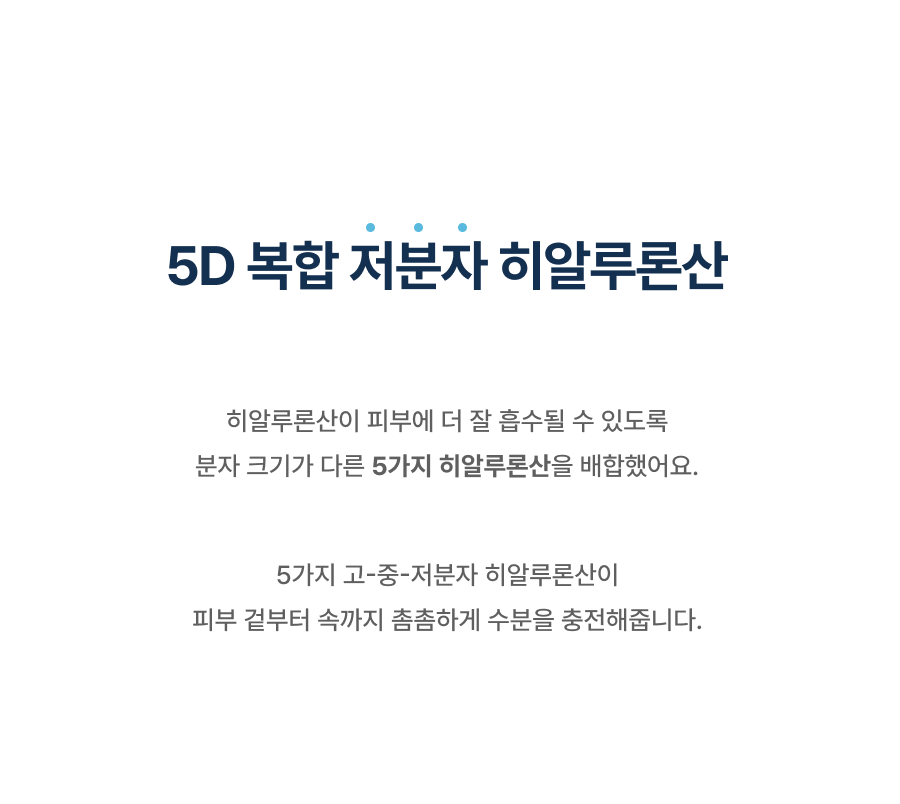 5D 복합 저분자 히알루론산
히알루론산이 피부에 더 잘 흡수될 수 있도록
분자 크기가 다른 5가지 히알루론산을 배합했어요.
5가지 고-중-저분자 히알루론산이
피부 겉부터 속까지 촘촘하게 수분을 충전해줍니다.